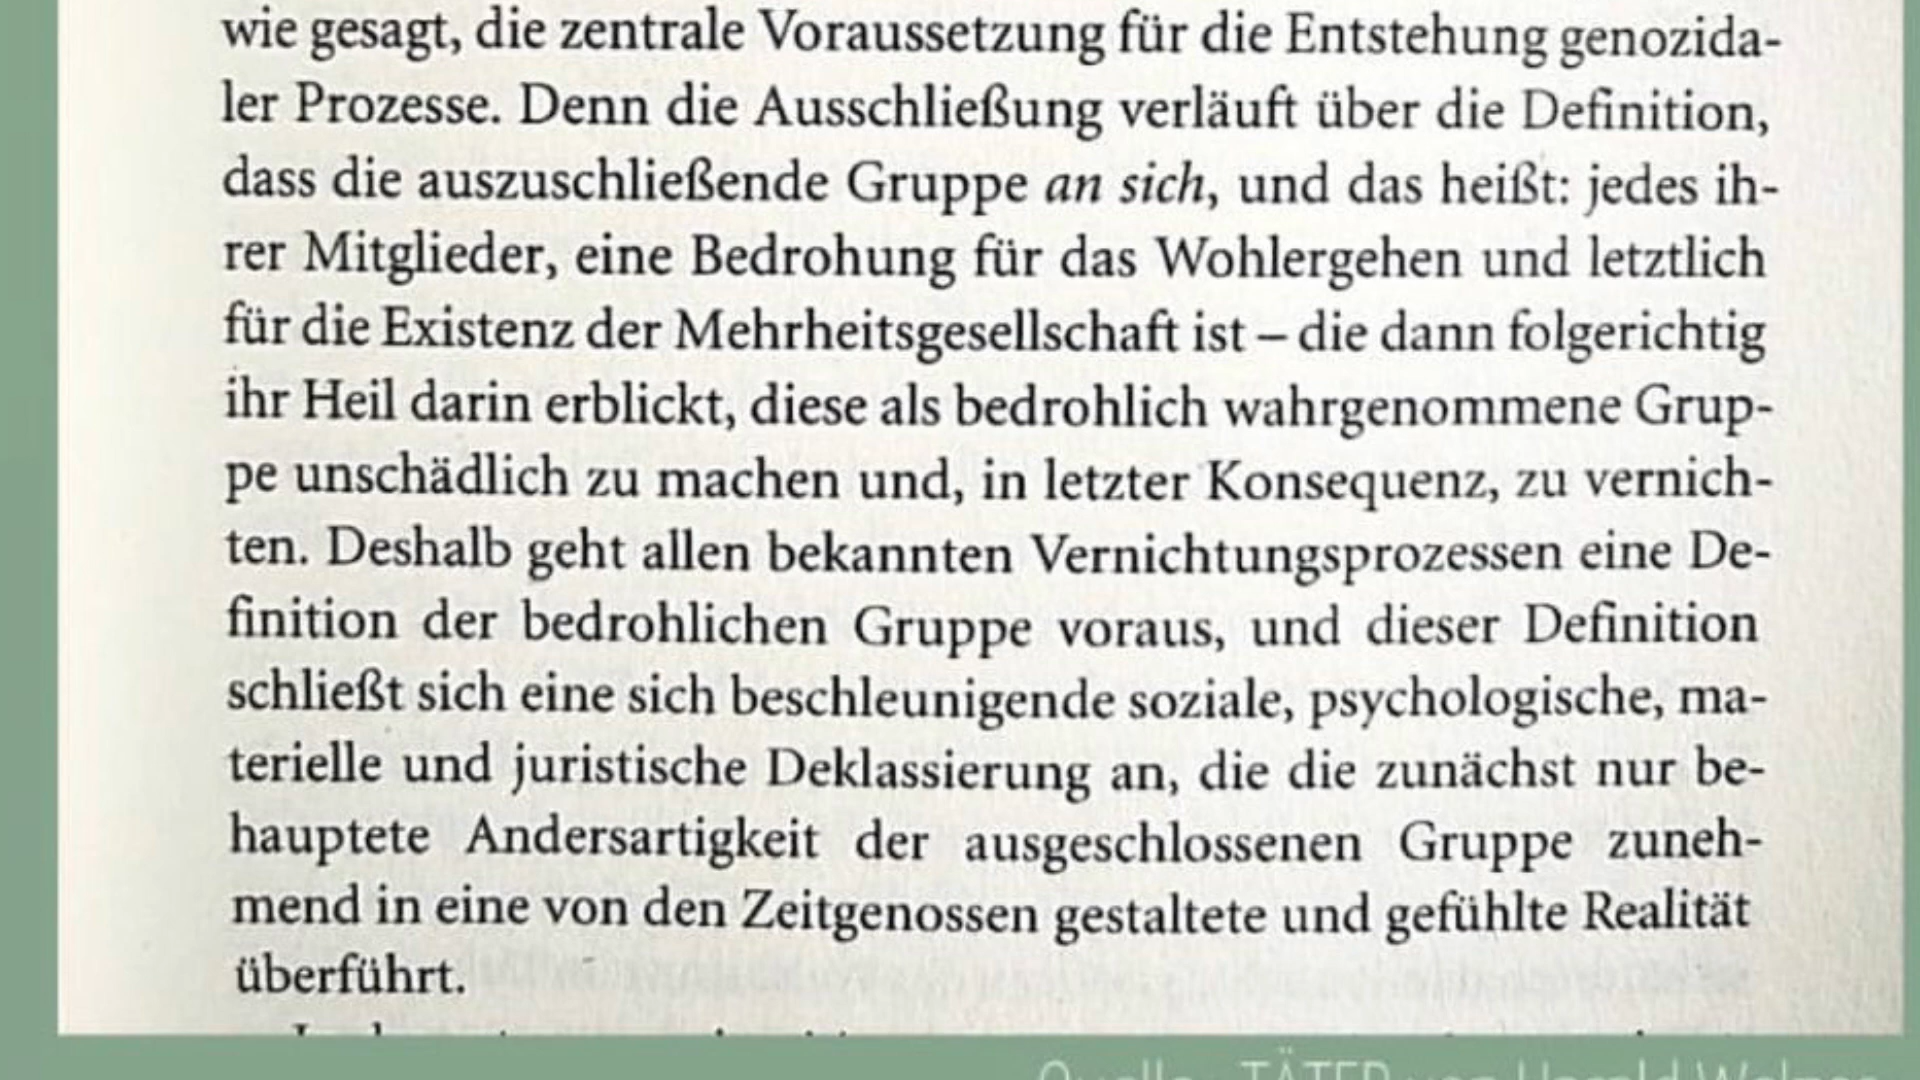 wie gesagt, die zentrale Voraussetzung für die Entstehung genozida-
ler Prozesse. Denn die Ausschließung verläuft über die Definition,
dass die auszuschließende Gruppe an sich, und das heißt: jedes ih-
rer Mitglieder, eine Bedrohung für das Wohlergehen und letztlich
für die Existenz der Mehrheitsgesellschaft ist – die dann folgerichtig
ihr Heil darin erblickt, diese als bedrohlich wahrgenommene Grup-
pe unschädlich zu machen und, in letzter Konsequenz, zu vernich-
ten. Deshalb geht allen bekannten Vernichtungsprozessen eine De-
finition der bedrohlichen Gruppe voraus, und dieser Definition
schließt sich eine sich beschleunigende soziale, psychologische, ma-
terielle und juristische Deklassierung an, die die zunächst nur be-
hauptete Andersartigkeit der ausgeschlossenen Gruppe zuneh-
mend in eine von den Zeitgenossen gestaltete und gefühlte Realität
überführt.
Quelle: TÄTER von Harald Welzer